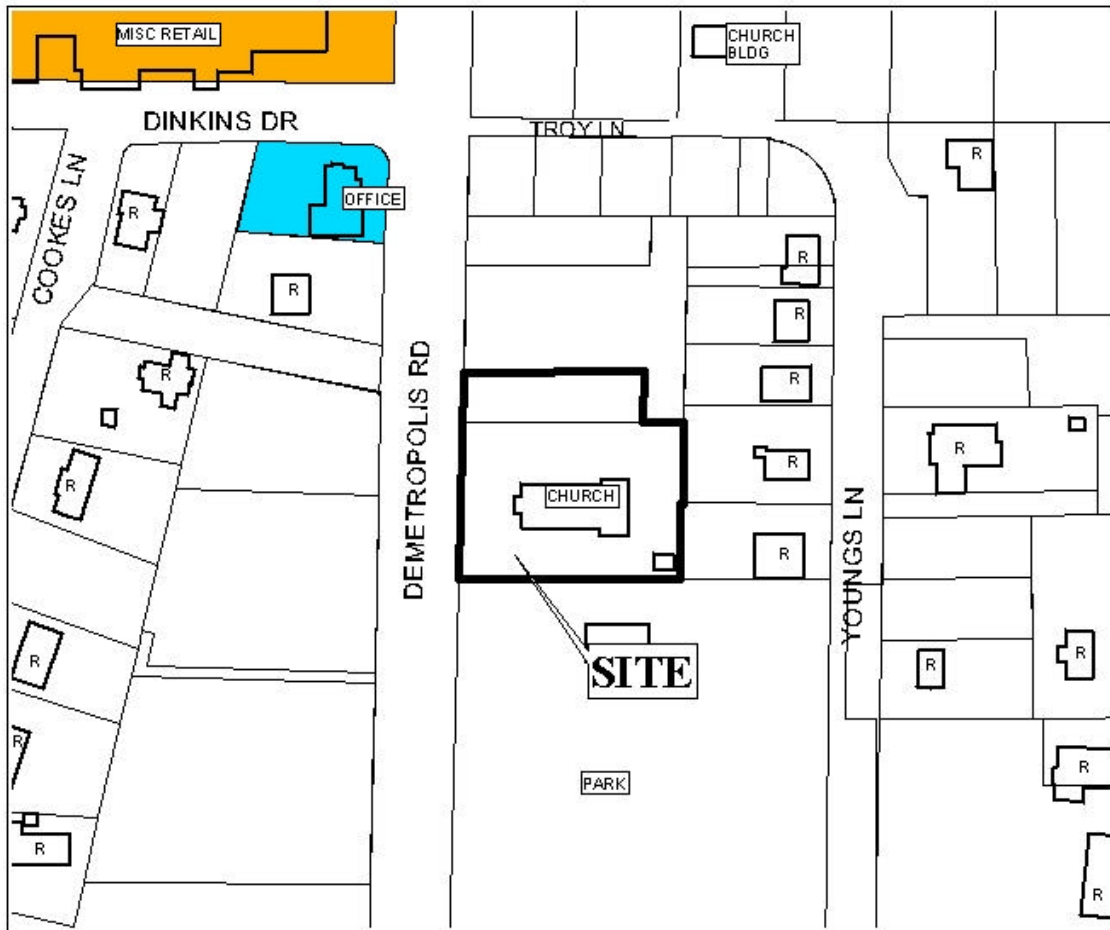 MISC RETAIL
CHURCH
BLDG
DINKINS DR
TROY LN
R
COOKES LN
R
OFFICE
R
R
R
R
DEMETROPOLIS RD
R
R
R
R
CHURCH
R
YOUNGS LN
R
R
R
SITE
R
R
PARK
R
R
R